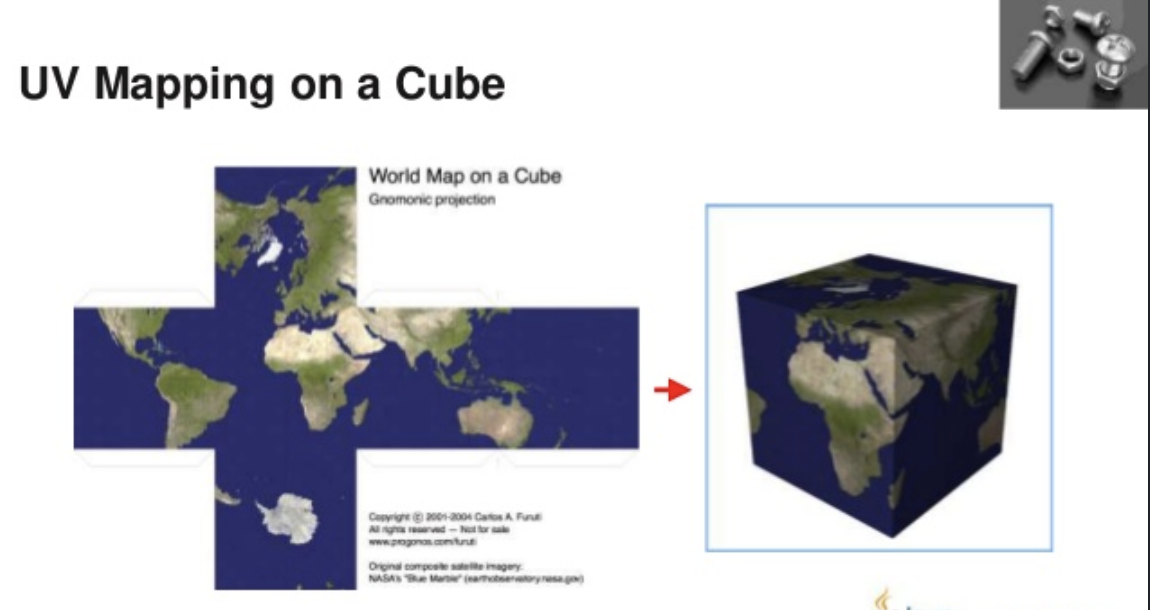 UV Mapping on a Cube
World Map on a Cube
Gnomonic projection
Copyright © 2001-2004 Carlos A. Furuti
All rights reserved — Not for sale
www.progonos.com/furuti
Original composite satellite imagery:
NASA's "Blue Marble" (earthobservatory.nasa.gov)